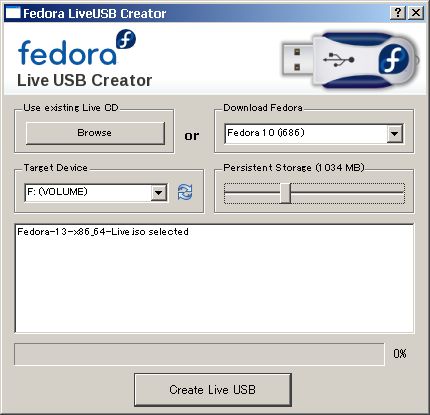 Fedora LiveUSB Creator
fedora
Live USB Creator
Use existing Live CD
Browse
or
Download Fedora
Fedora 10 (i686)
Target Device
F: (VOLUME)
Persistent Storage (1034 MB)
Fedora-13-x86_64-Live.iso selected
0%
Create Live USB